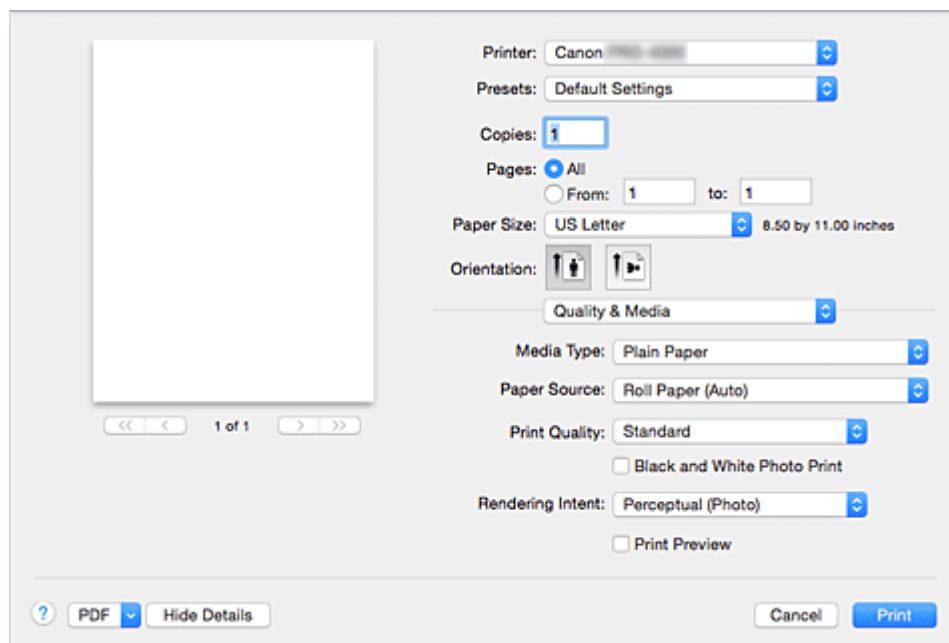 Printer: Canon
Presets: Default Settings
Copies: 1
Pages: All
From: 1 to: 1
Paper Size: US Letter 8.50 by 11.00 inches
Orientation:
Quality & Media
Media Type: Plain Paper
Paper Source: Roll Paper (Auto)
1 of 1
Print Quality: Standard
Black and White Photo Print
Rendering Intent: Perceptual (Photo)
Print Preview
? PDF Hide Details Cancel Print